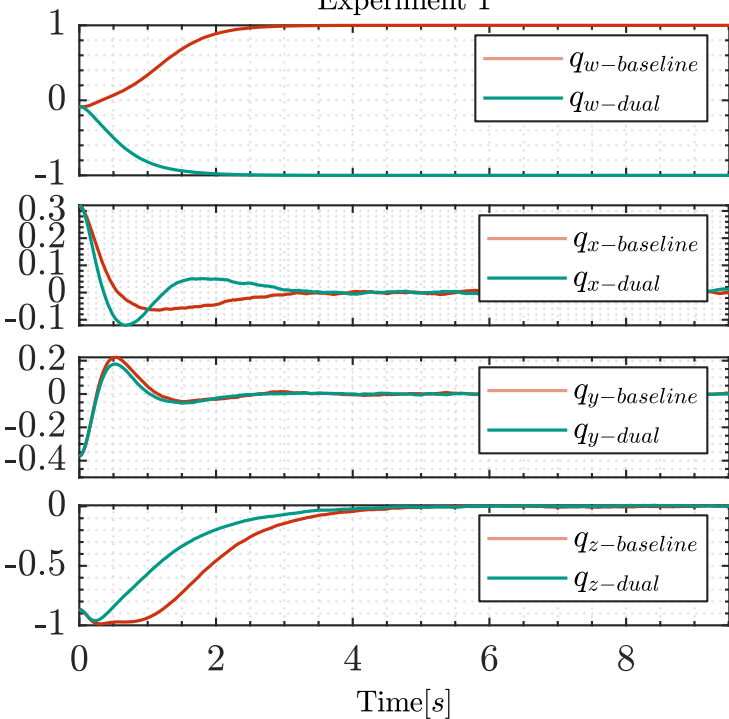 Experiment 1
1
0
-1
q_{w-baseline}
q_{w-dual}
0.3
0.2
0.1
0
-0.1
q_{x-baseline}
q_{x-dual}
0.2
0
-0.2
-0.4
q_{y-baseline}
q_{y-dual}
0
-0.5
-1
q_{z-baseline}
q_{z-dual}
0 2 4 6 8
Time[s]